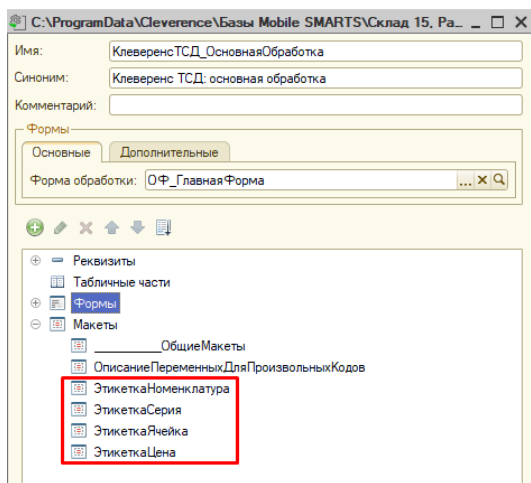 C:\ProgramData\Cleverence\Базы Mobile SMARTS\Склад 15, Ра...
Имя: КлеверенсТСД_ОсновнаяОбработка
Синоним: Клеверенс ТСД: основная обработка
Комментарий:
Формы
Основные Дополнительные
Форма обработки: ОФ_ГлавнаяФорма
Реквизиты
Табличные части
Формы
Макеты
__________ОбщиеМакеты
ОписаниеПеременныхДляПроизвольныхКодов
ЭтикеткаНоменклатура
ЭтикеткаСерия
ЭтикеткаЯчейка
ЭтикеткаЦена